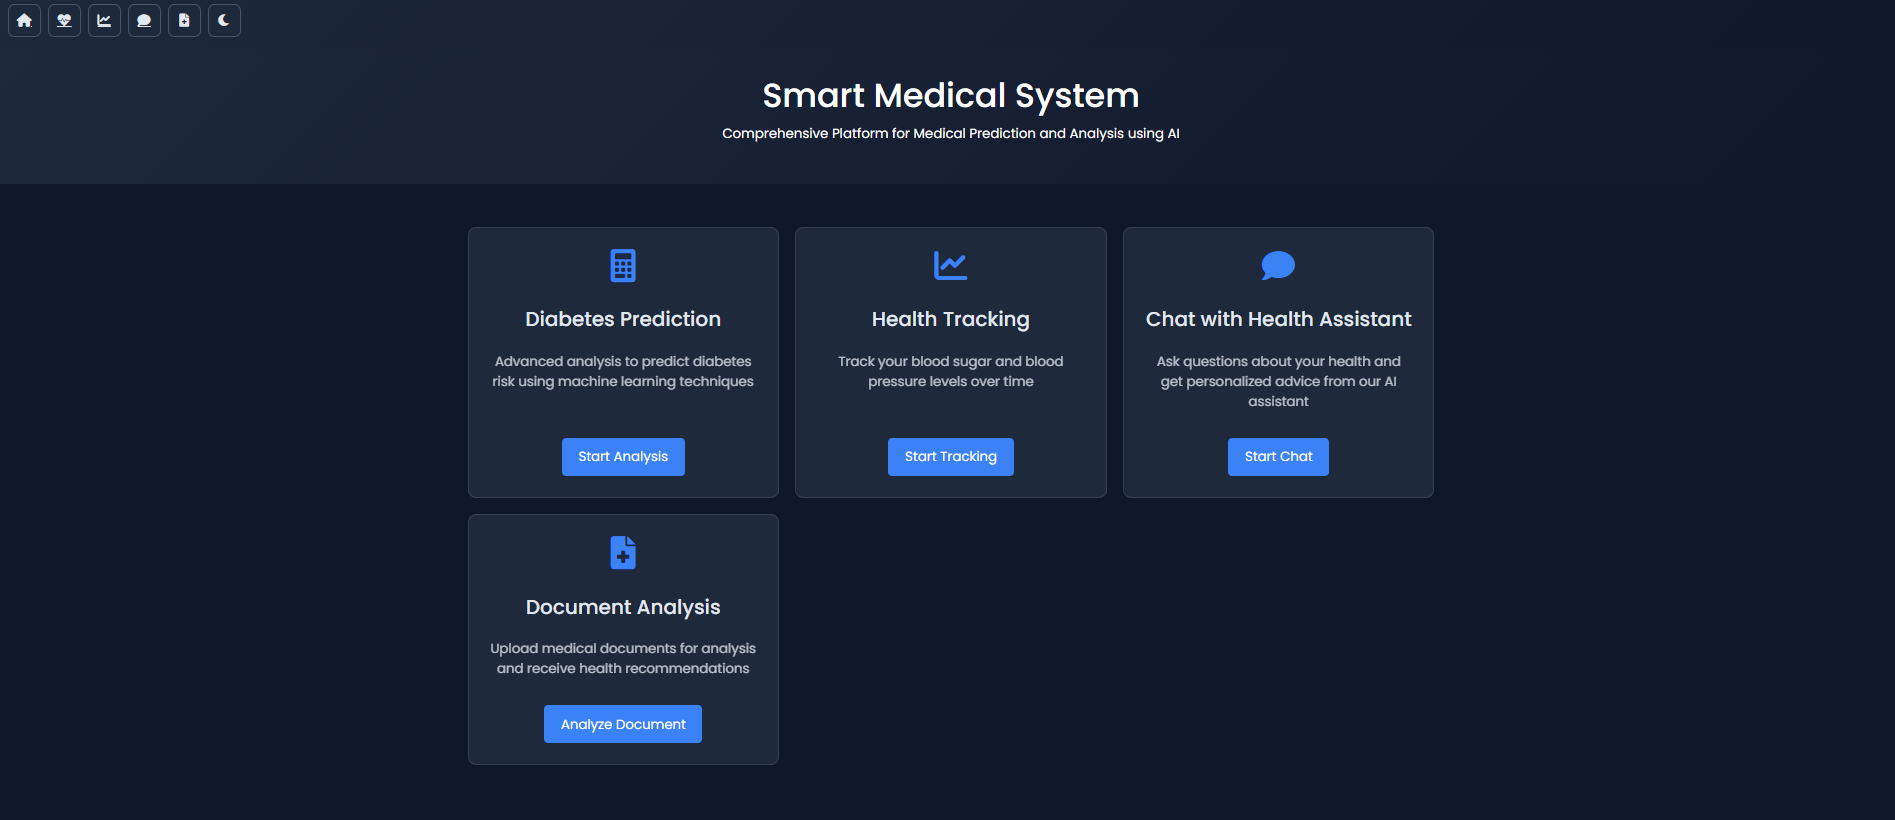 Smart Medical System
Comprehensive Platform for Medical Prediction and Analysis using AI
Diabetes Prediction
Advanced analysis to predict diabetes
risk using machine learning techniques
Start Analysis
Health Tracking
Track your blood sugar and blood
pressure levels over time
Start Tracking
Chat with Health Assistant
Ask questions about your health and
get personalized advice from our AI
assistant
Start Chat
Document Analysis
Upload medical documents for analysis
and receive health recommendations
Analyze Document